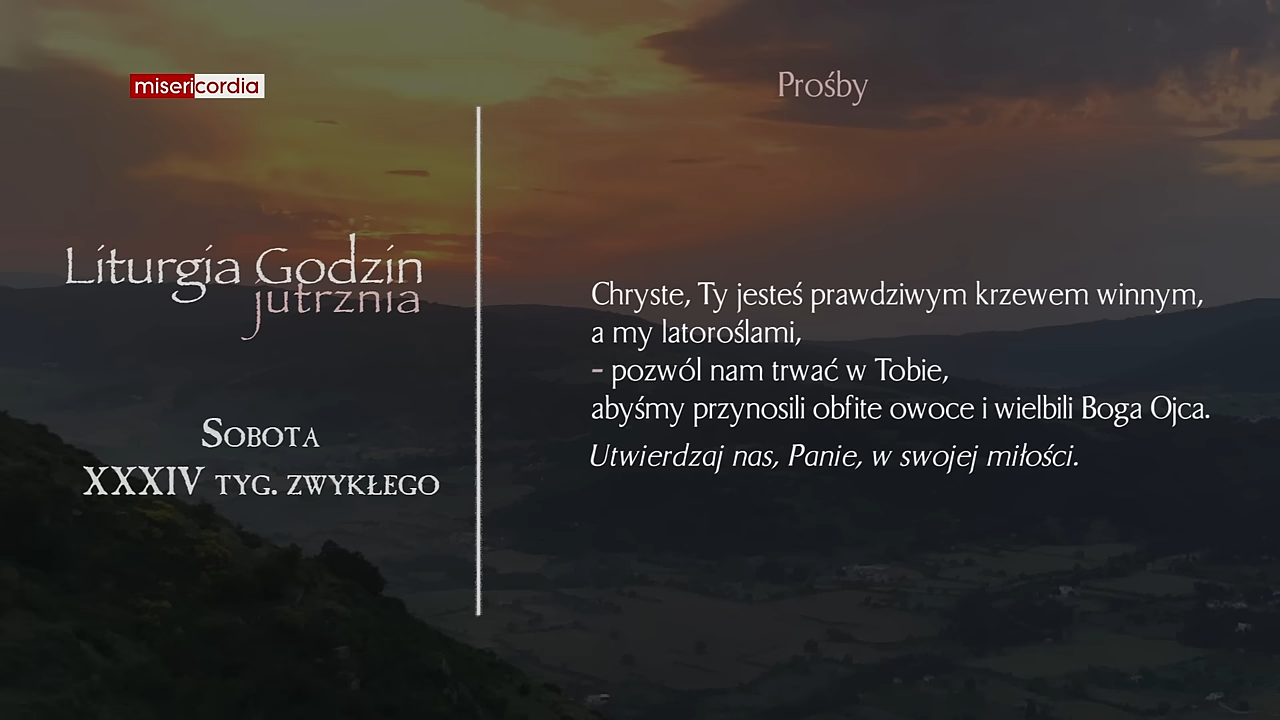 misericordia
Liturgia Godzin
jutrznia
Sobota
XXXIV tyg. zwykłego
Prośby
Chryste, Ty jesteś prawdziwym krzewem winnym,
a my latoroślami,
- pozwól nam trwać w Tobie,
abyśmy przynosili obfite owoce i wielbili Boga Ojca.
Utwierdzaj nas, Panie, w swojej miłości.